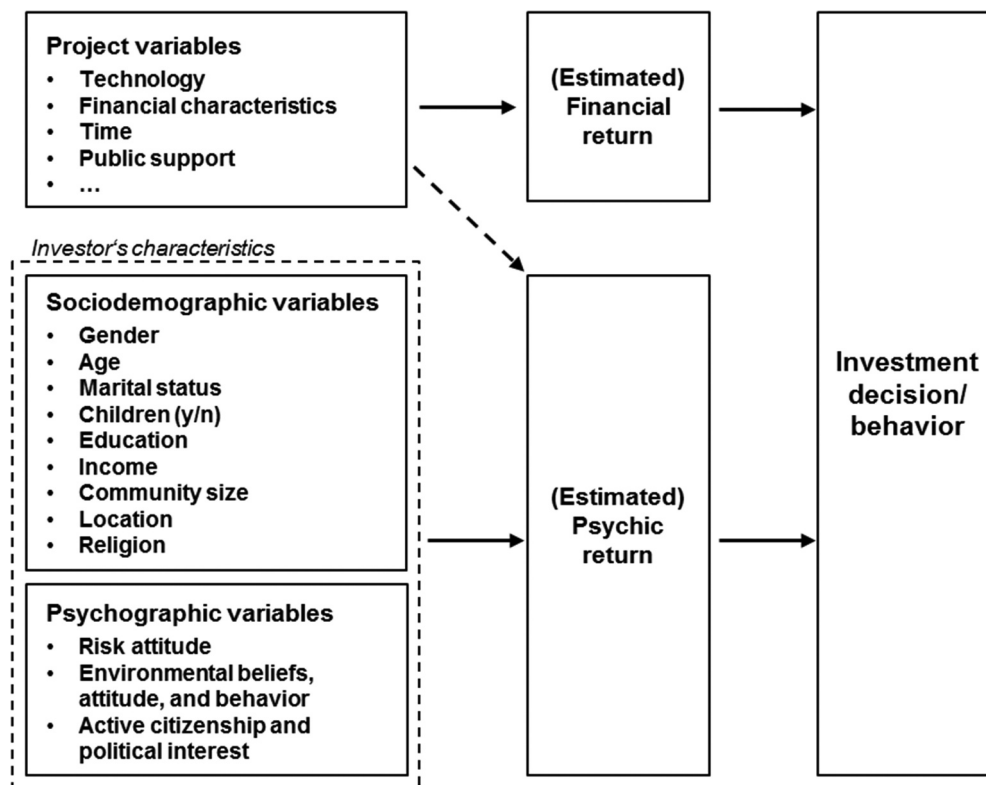 Project variables
• Technology
• Financial characteristics
• Time
• Public support
• ...
(Estimated)
Financial
return
Investor‘s characteristics
Sociodemographic variables
• Gender
• Age
• Marital status
• Children (y/n)
• Education
• Income
• Community size
• Location
• Religion
Psychographic variables
• Risk attitude
• Environmental beliefs,
attitude, and behavior
• Active citizenship and
political interest
(Estimated)
Psychic
return
Investment
decision/
behavior